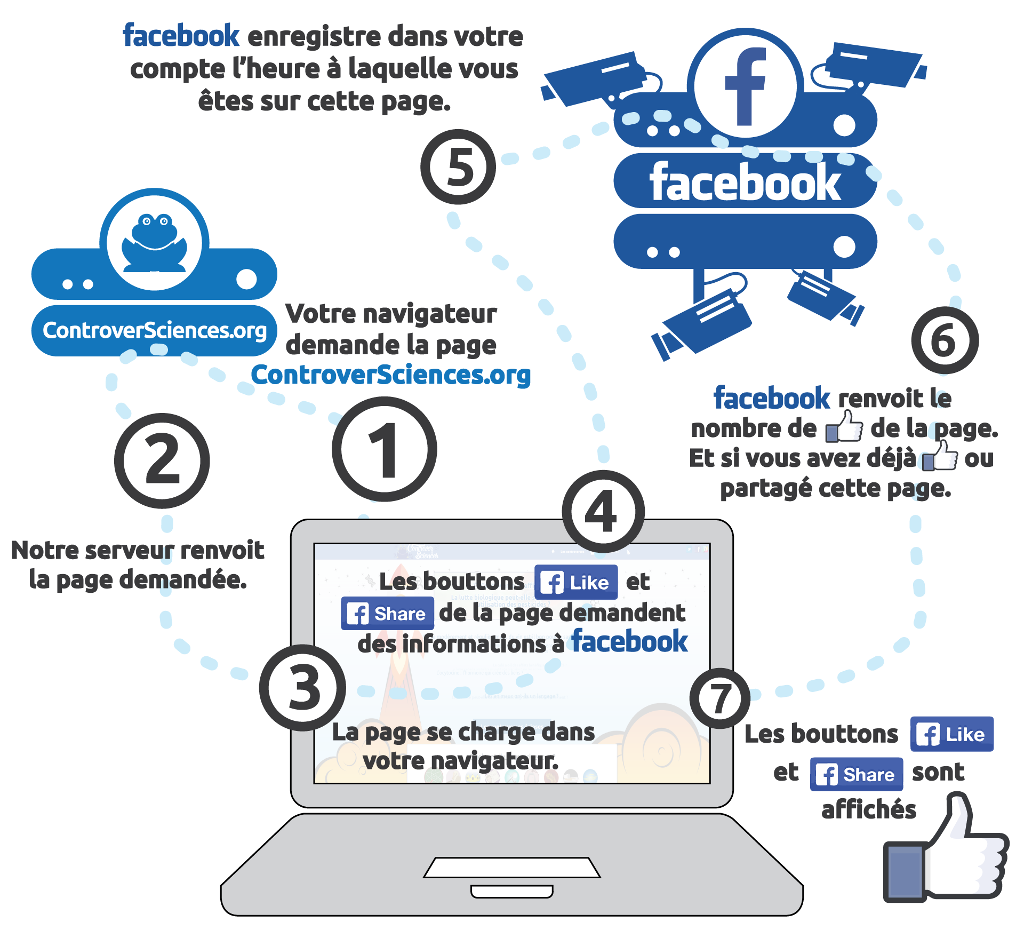 facebook enregistre dans votre
compte l'heure à laquelle vous
êtes sur cette page.
5
f
facebook
ControverSciences.org
Votre navigateur
demande la page
ControverSciences.org
1
2
Notre serveur renvoit
la page demandée.
6
facebook renvoit le
nombre de de la page.
Et si vous avez déjà ou
partagé cette page.
4
Les bouttons f Like et
f Share de la page demandent
des informations à facebook
3
La page se charge dans
votre navigateur.
7
Les bouttons f Like
et f Share sont
affichés